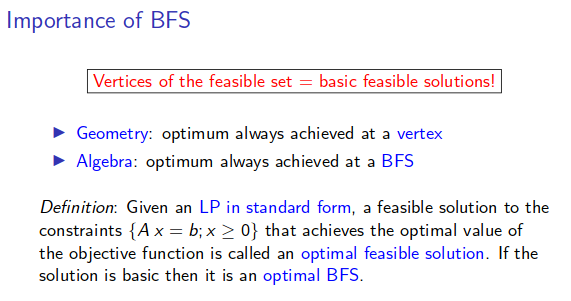 Importance of BFS
Vertices of the feasible set = basic feasible solutions!
▶ Geometry: optimum always achieved at a vertex
▶ Algebra: optimum always achieved at a BFS
Definition: Given an LP in standard form, a feasible solution to the
constraints {A x = b; x ≥ 0} that achieves the optimal value of
the objective function is called an optimal feasible solution. If the
solution is basic then it is an optimal BFS.